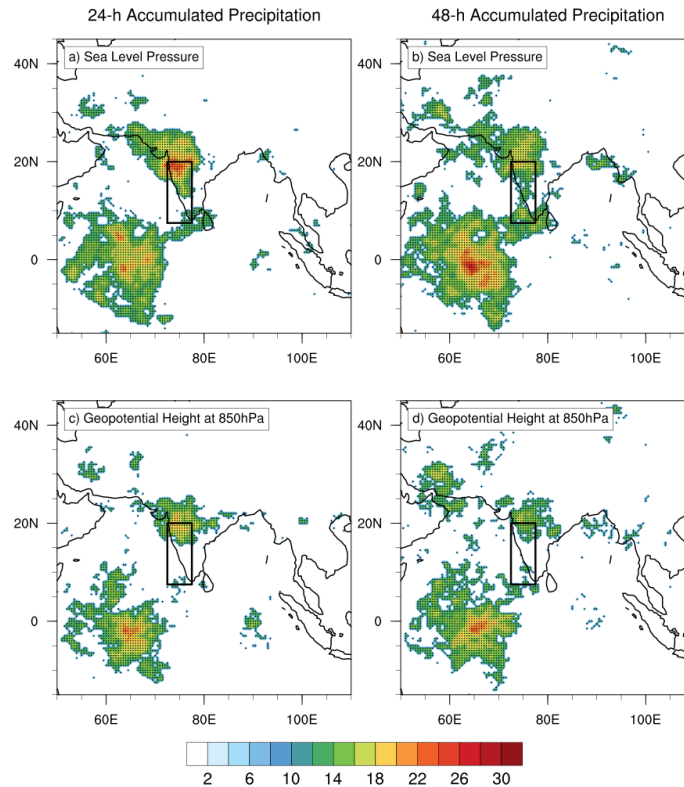 24-h Accumulated Precipitation
48-h Accumulated Precipitation
a) Sea Level Pressure
b) Sea Level Pressure
40N
20N
0
60E
80E
100E
40N
20N
0
60E
80E
100E
c) Geopotential Height at 850hPa
d) Geopotential Height at 850hPa
40N
20N
0
60E
80E
100E
40N
20N
0
60E
80E
100E
2 6 10 14 18 22 26 30